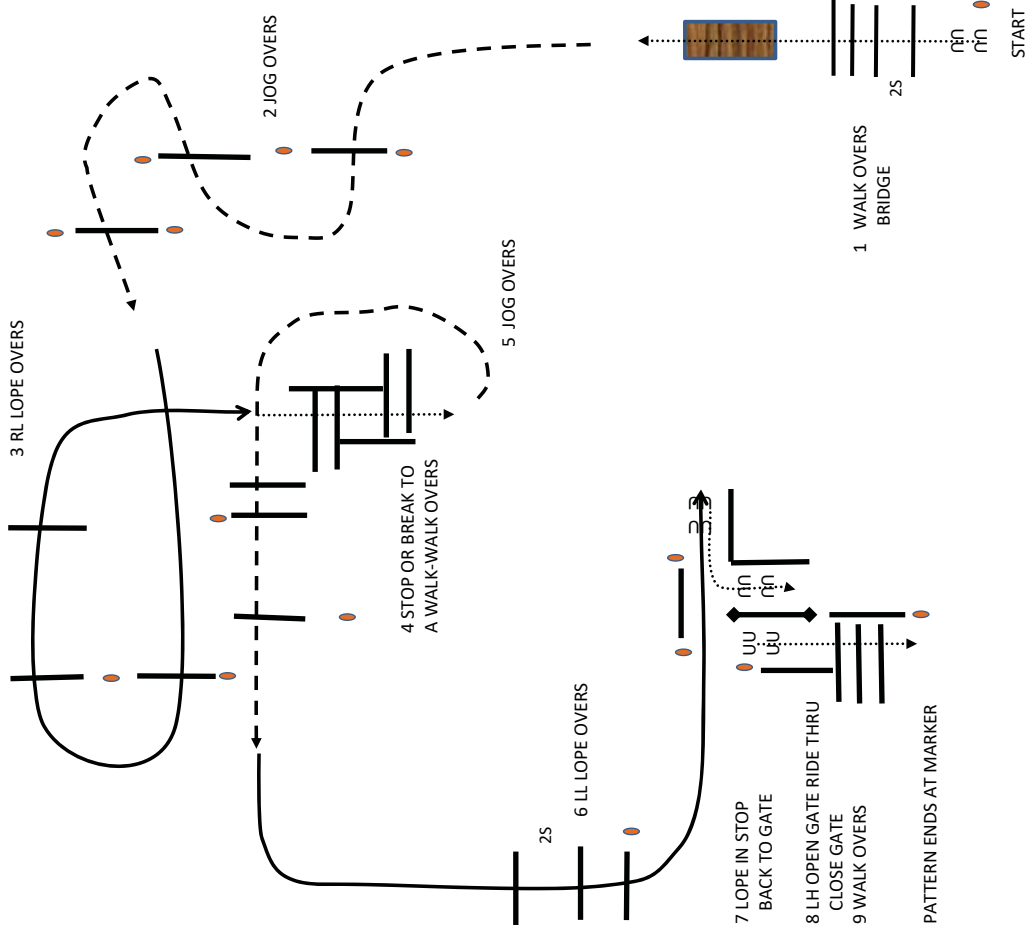 START
2S
1 WALK OVERS
BRIDGE
2 JOG OVERS
3 RL LOPE OVERS
4 STOP OR BREAK TO
A WALK-WALK OVERS
5 JOG OVERS
2S
6 LL LOPE OVERS
7 LOPE IN STOP
BACK TO GATE
8 LH OPEN GATE RIDE THRU
CLOSE GATE
9 WALK OVERS
PATTERN ENDS AT MARKER